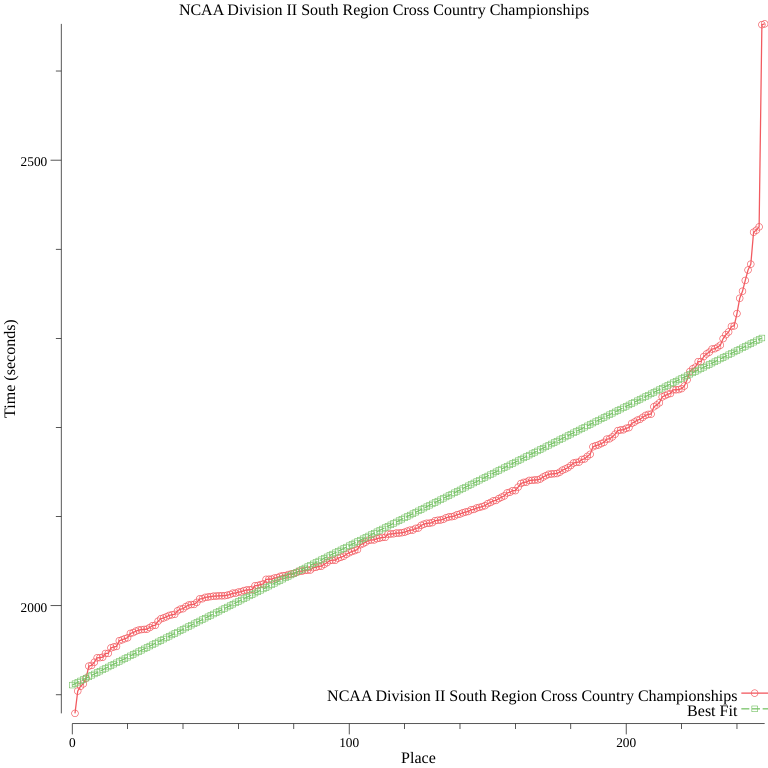 NCAA Division II South Region Cross Country Championships
2500
Time (seconds)
2000
NCAA Division II South Region Cross Country Championships
Best Fit
0 100 200
Place